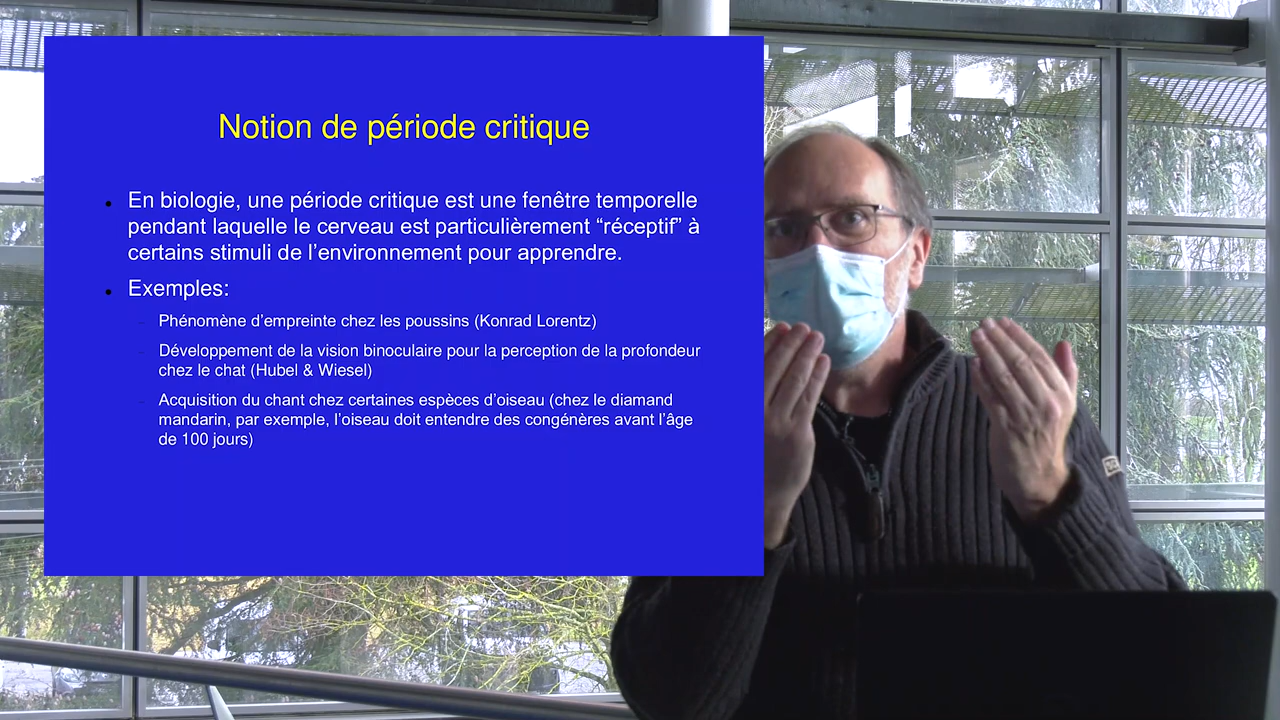 Notion de période critique
En biologie, une période critique est une fenêtre temporelle
pendant laquelle le cerveau est particulièrement “réceptif” à
certains stimuli de l’environnement pour apprendre.
Exemples:
Phénomène d’empreinte chez les poussins (Konrad Lorentz)
Développement de la vision binoculaire pour la perception de la profondeur
chez le chat (Hubel & Wiesel)
Acquisition du chant chez certaines espèces d’oiseau (chez le diamand
mandarin, par exemple, l’oiseau doit entendre des congénères avant l’âge
de 100 jours)